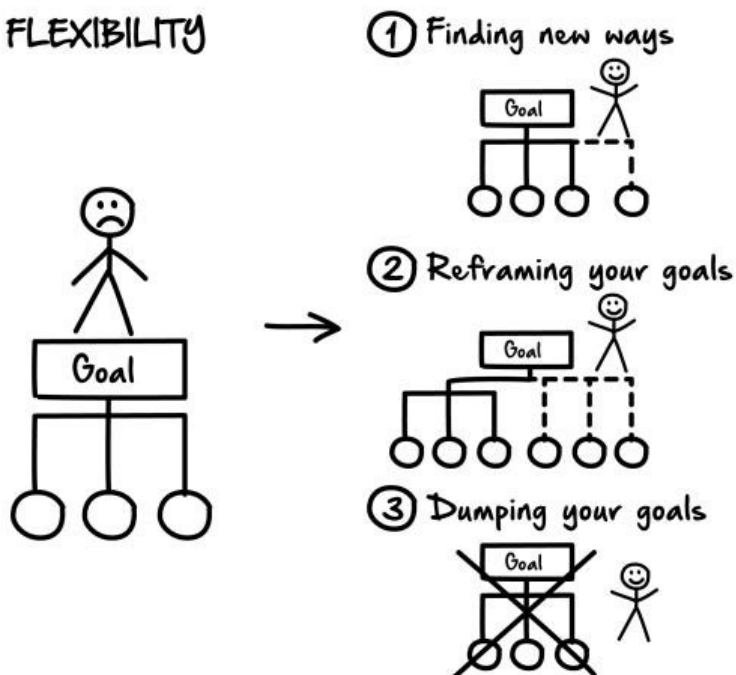 FLEXIBILITY
Goal
1 Finding new ways
Goal
2 Reframing your goals
Goal
3 Dumping your goals
Goal